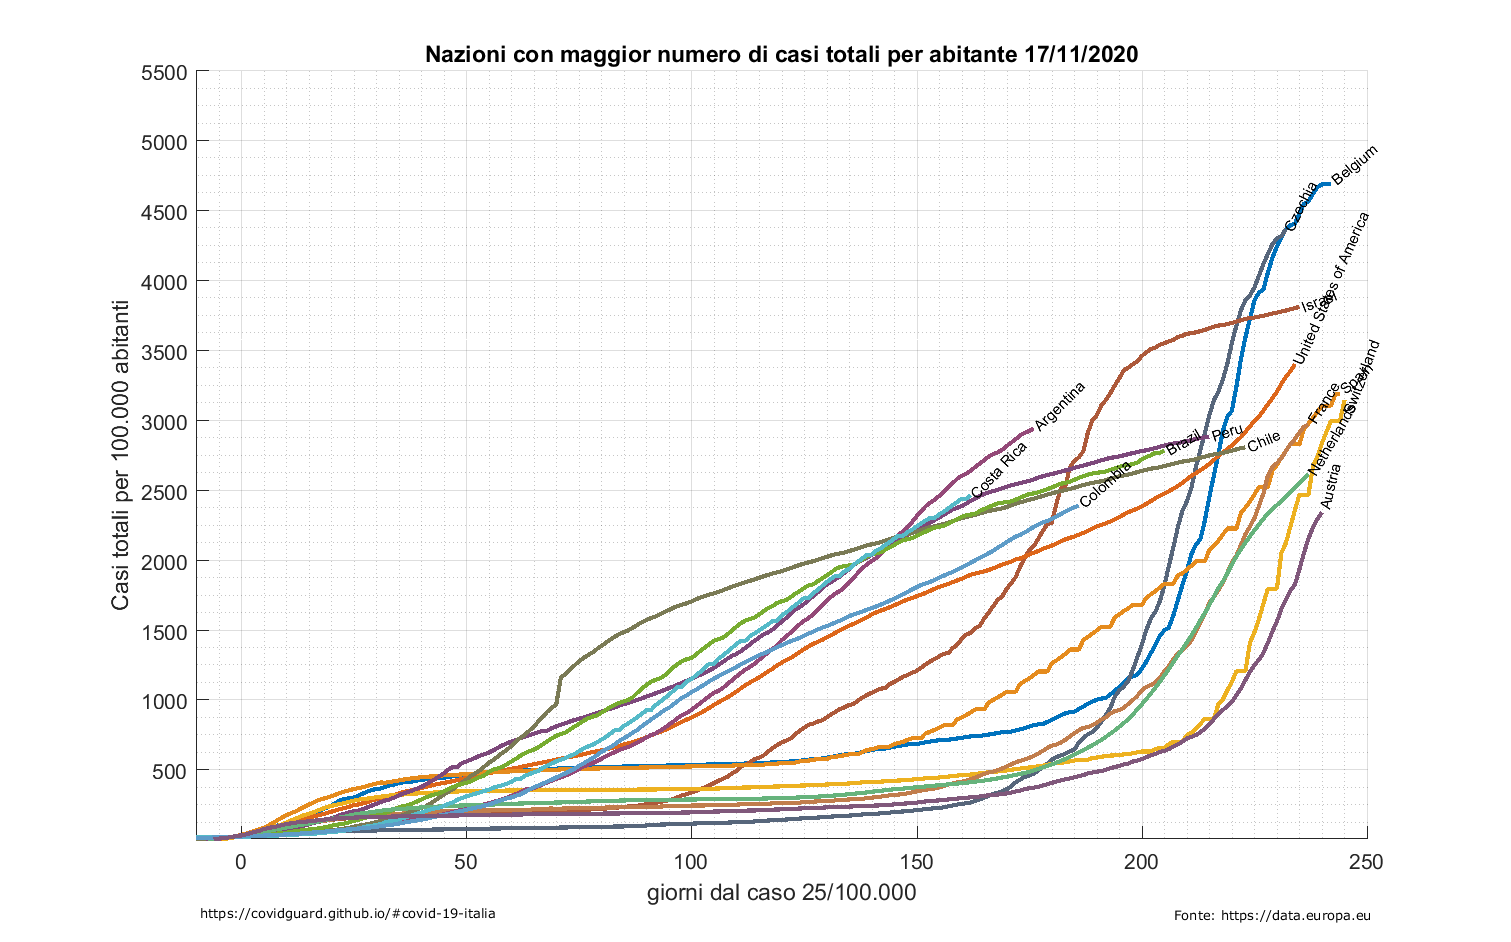 Nazioni con maggior numero di casi totali per abitante 17/11/2020
5500
5000
4500
4000
3500
3000
2500
2000
1500
1000
500
Casi totali per 100.000 abitanti
Belgium
Czechia
United States of America
Israel
Spain
Switzerland
France
Netherlands
Austria
Argentina
Costa Rica
Colombia
Brazil
Peru
Chile
0
50
100
150
200
250
giorni dal caso 25/100.000
https://covidguard.github.io/#covid-19-italia
Fonte: https://data.europa.eu